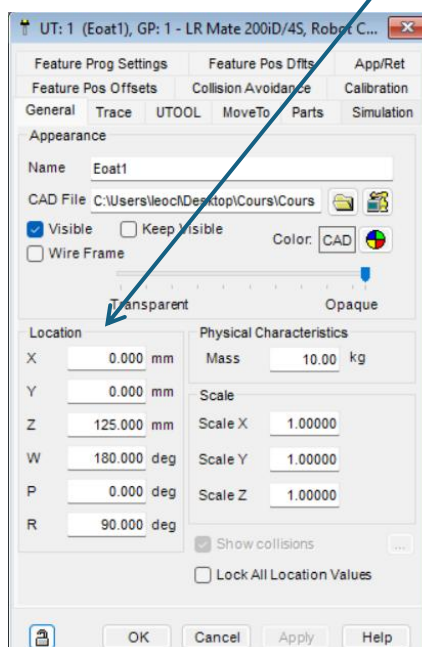 UT: 1 (Eoat1), GP: 1 - LR Mate 200iD/4S, Robot C...
Feature Prog Settings Feature Pos Dflts App/Ret
Feature Pos Offsets Collision Avoidance Calibration
General Trace UTOOL MoveTo Parts Simulation
Appearance
Name Eoat1
CAD File C:\Users\leocl\Desktop\Cours\Cours
Visible Keep Visible
Wire Frame Color: CAD
Transparent Opaque
Location Physical Characteristics
X 0.000 mm Mass 10.00 kg
Y 0.000 mm Scale
Z 125.000 mm Scale X 1.00000
W 180.000 deg Scale Y 1.00000
P 0.000 deg Scale Z 1.00000
R 90.000 deg
Show collisions ...
Lock All Location Values
OK Cancel Apply Help